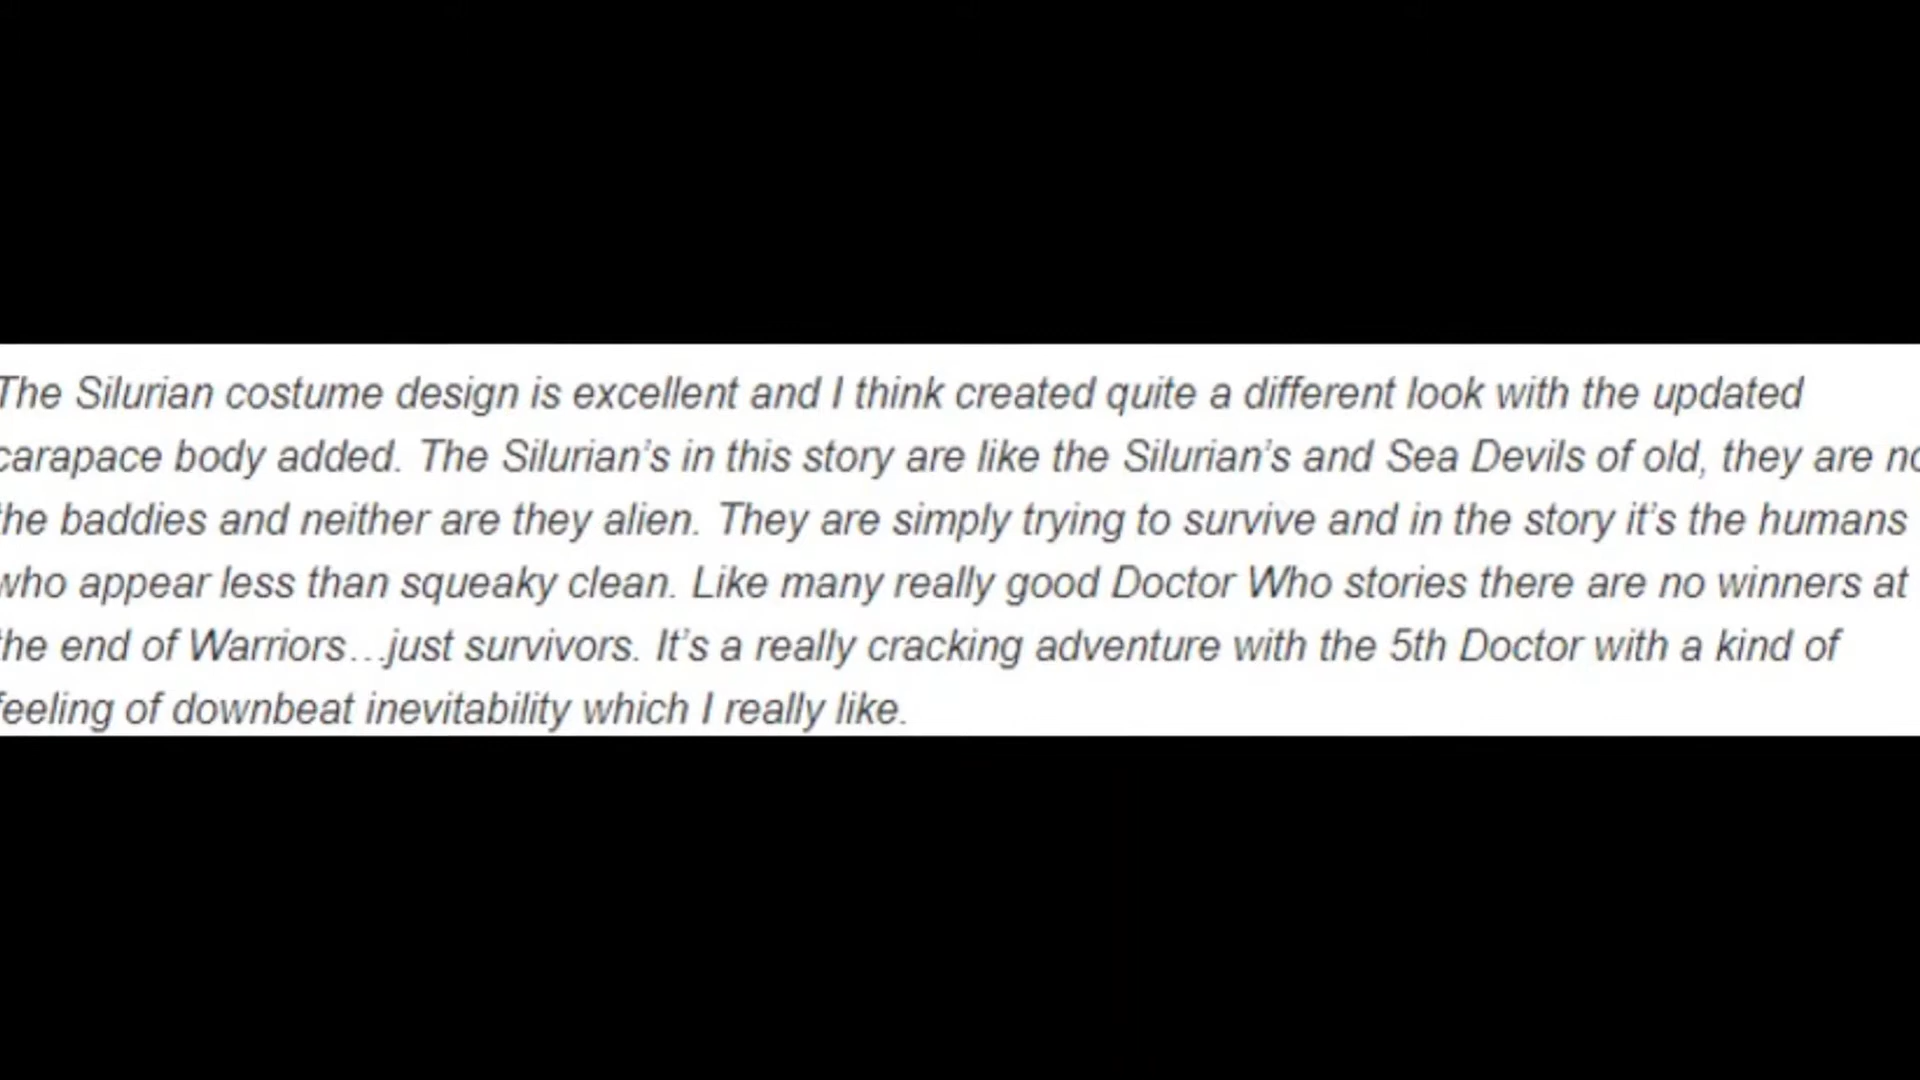 The Silurian costume design is excellent and I think created quite a different look with the updated
carapace body added. The Silurian’s in this story are like the Silurian’s and Sea Devils of old, they are no
the baddies and neither are they alien. They are simply trying to survive and in the story it’s the humans
who appear less than squeaky clean. Like many really good Doctor Who stories there are no winners at
the end of Warriors…just survivors. It’s a really cracking adventure with the 5th Doctor with a kind of
feeling of downbeat inevitability which I really like.